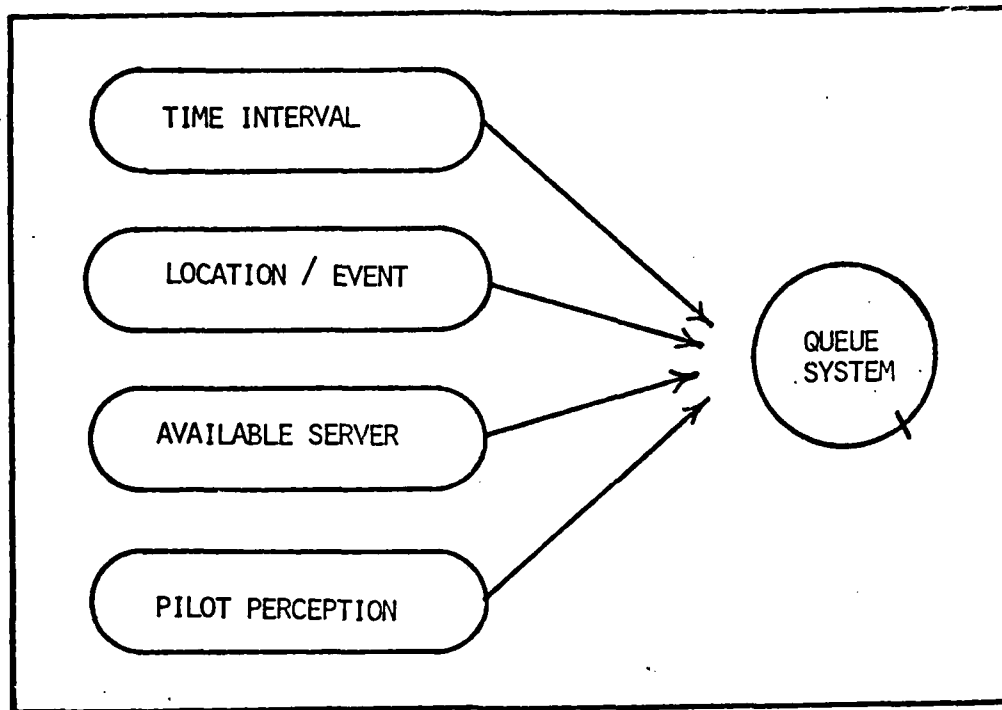 TIME INTERVAL
LOCATION / EVENT
AVAILABLE SERVER
PILOT PERCEPTION
QUEUE
SYSTEM